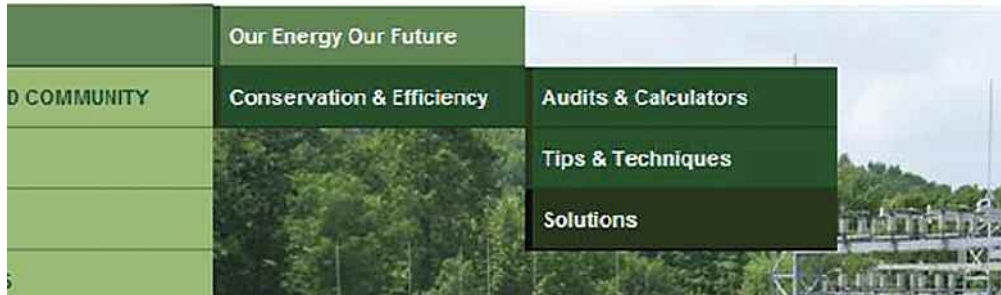 Our Energy Our Future
D COMMUNITY
Conservation & Efficiency
Audits & Calculators
Tips & Techniques
Solutions
S